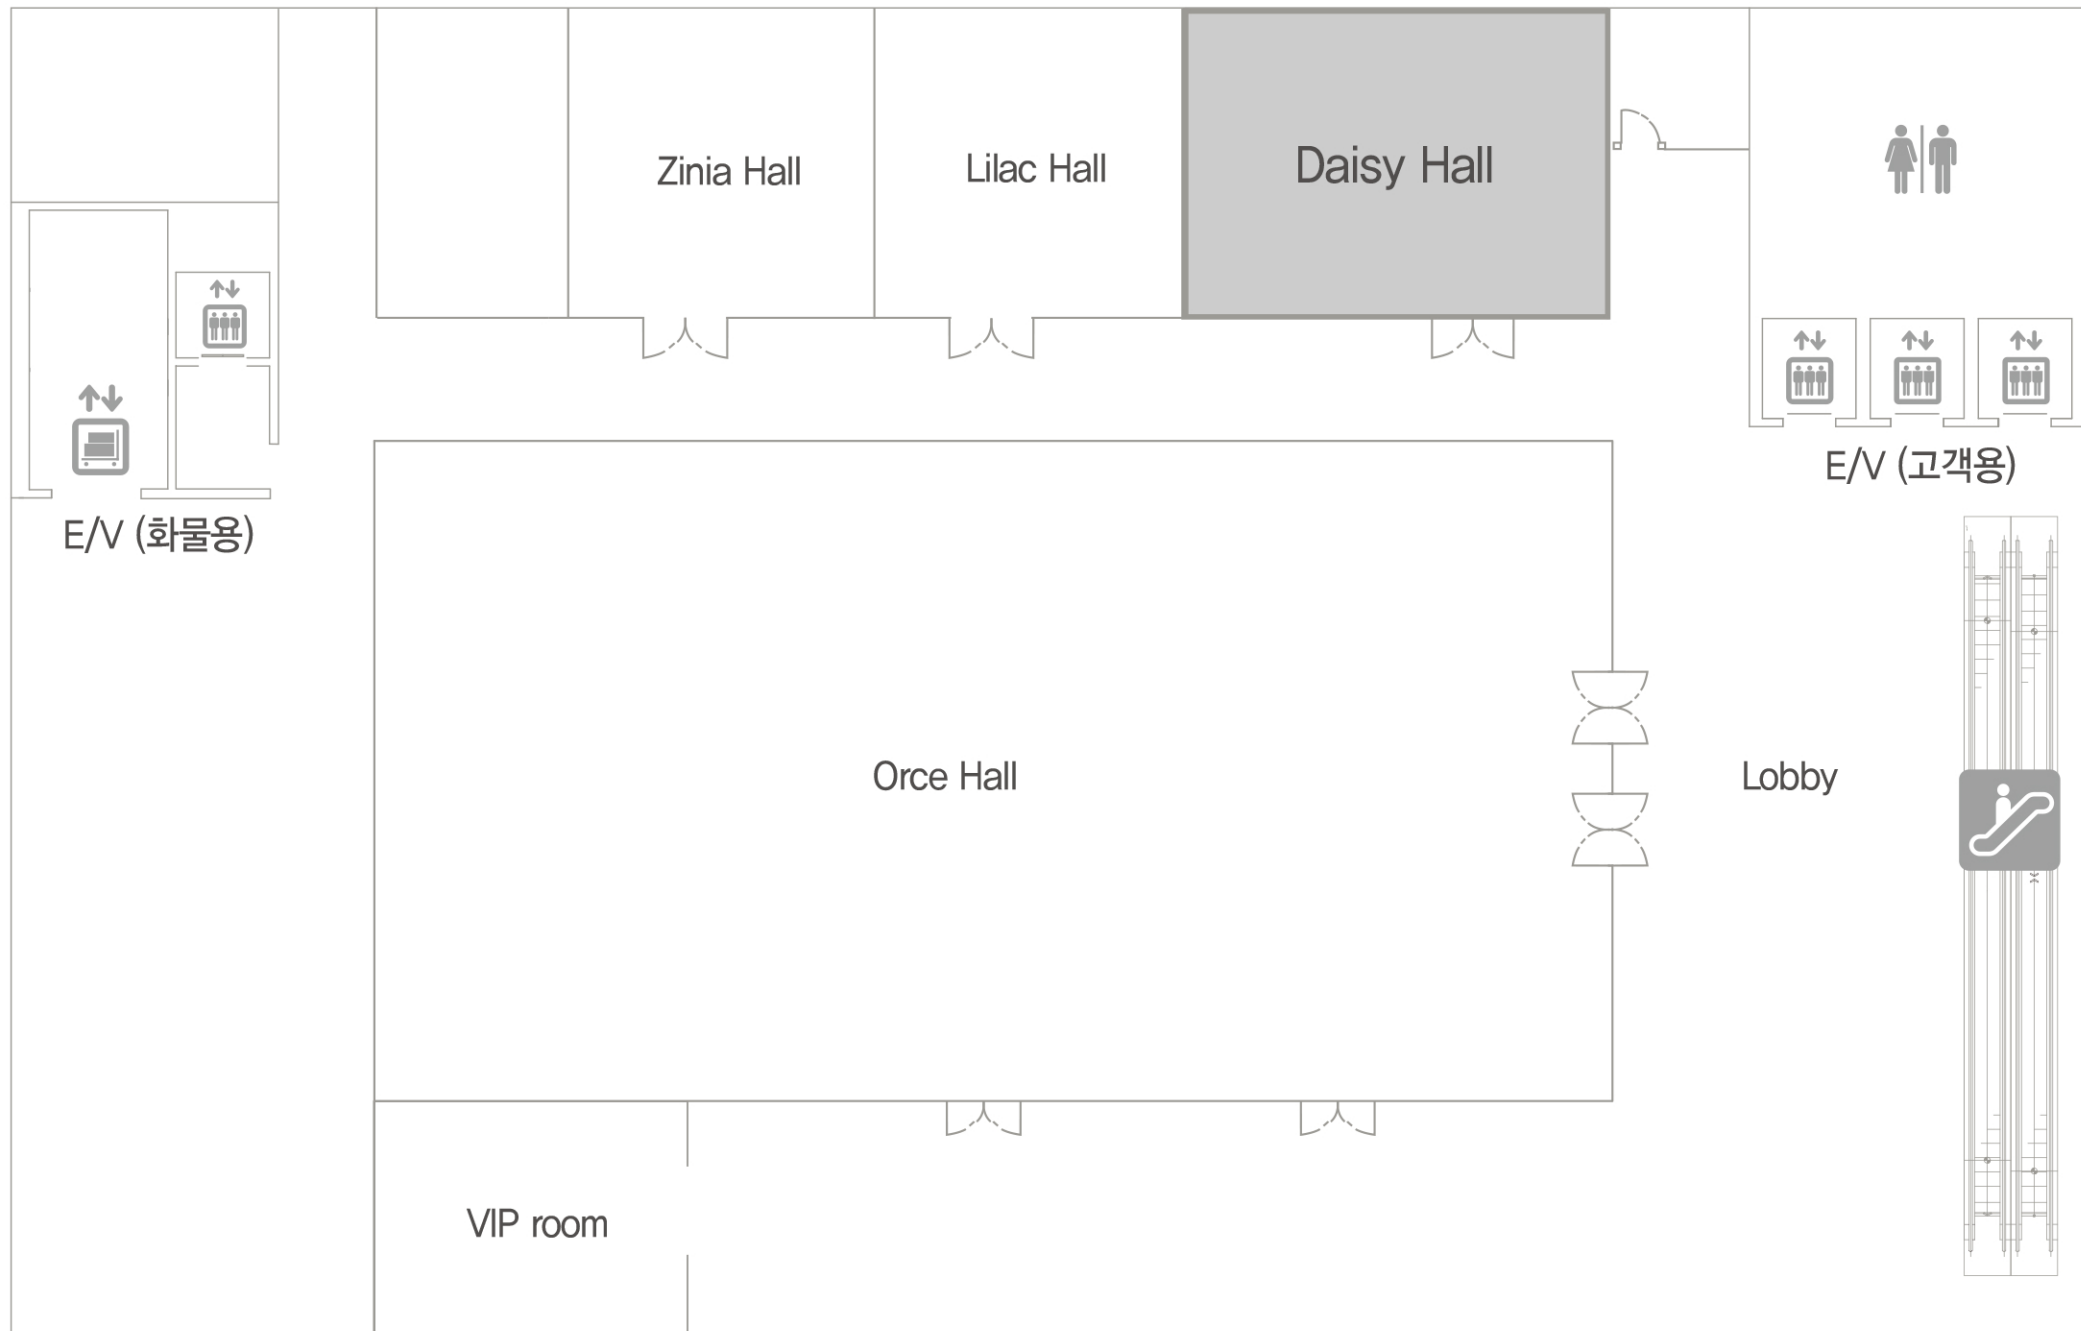 Zinia Hall
Lilac Hall
Daisy Hall
E/V (고객용)
E/V (화물용)
Orce Hall
Lobby
VIP room